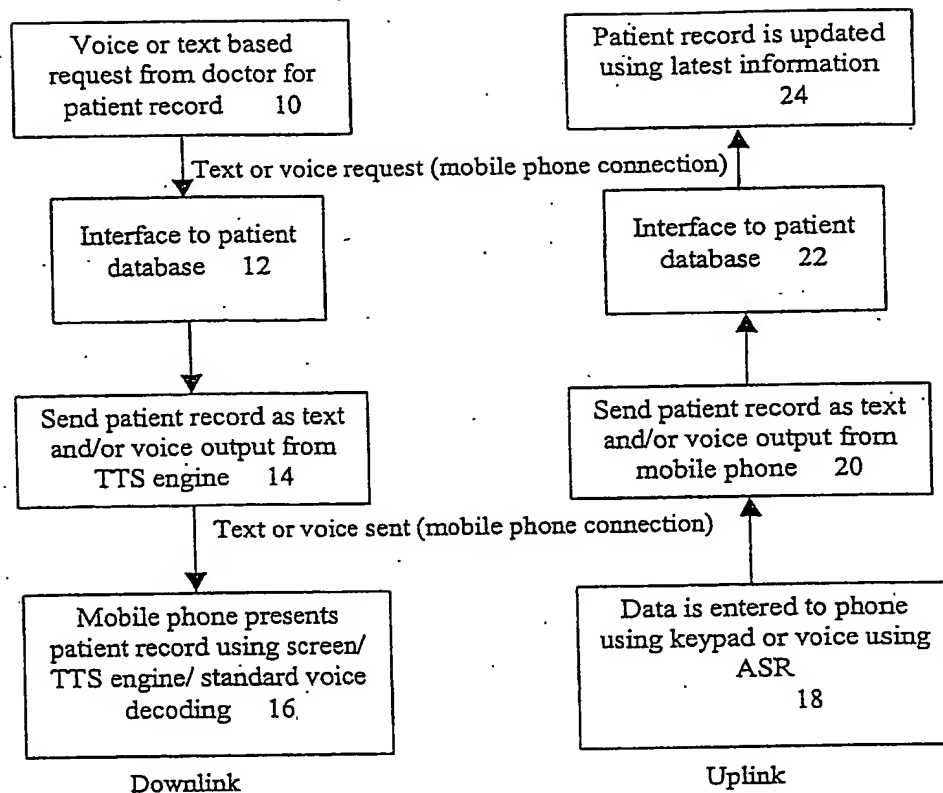 Voice or text based
request from doctor for
patient record 10
Text or voice request (mobile phone connection)
Interface to patient
database 12
Send patient record as text
and/or voice output from
TTS engine 14
Text or voice sent (mobile phone connection)
Mobile phone presents
patient record using screen/
TTS engine/ standard voice
decoding 16
Downlink
Patient record is updated
using latest information
24
Interface to patient
database 22
Send patient record as text
and/or voice output from
mobile phone 20
Data is entered to phone
using keypad or voice using
ASR
18
Uplink